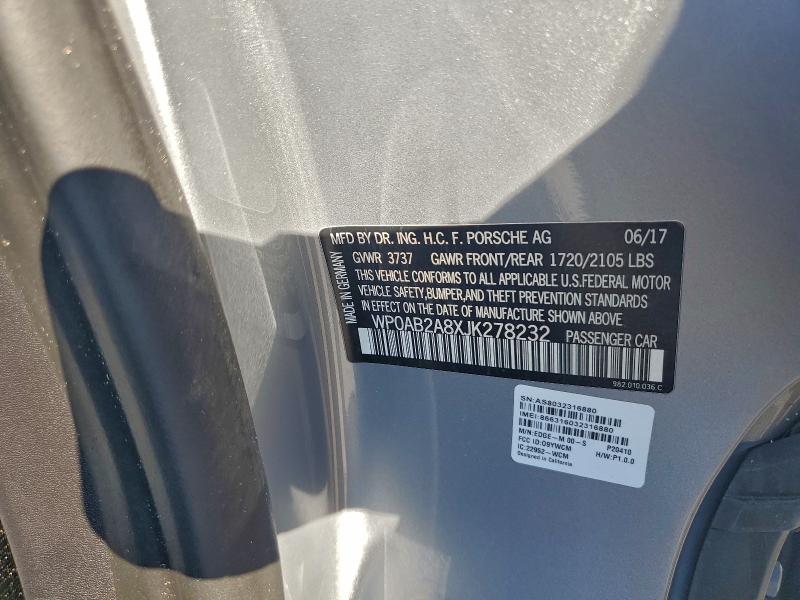 MFD BY DR. ING. H.C. F. PORSCHE AG 06/17
GVWR 3737 GAWR FRONT/REAR 1720/2105 LBS
THIS VEHICLE CONFORMS TO ALL APPLICABLE U.S.FEDERAL MOTOR
VEHICLE SAFETY,BUMPER,AND THEFT PREVENTION STANDARDS
IN EFFECT ON THE DATE OF MANUFACTURE SHOWN ABOVE
WP0AB2A8XJK278232 PASSENGER CAR
982.010.036 C
MADE IN GERMANY
SN:AS8032316880
IMEI:866316032316880
M/N:EDGE-M 00-S P20410
FCC ID:O9YWCM H/W:P1.0.0
IC:22952-WCM
Designed in California